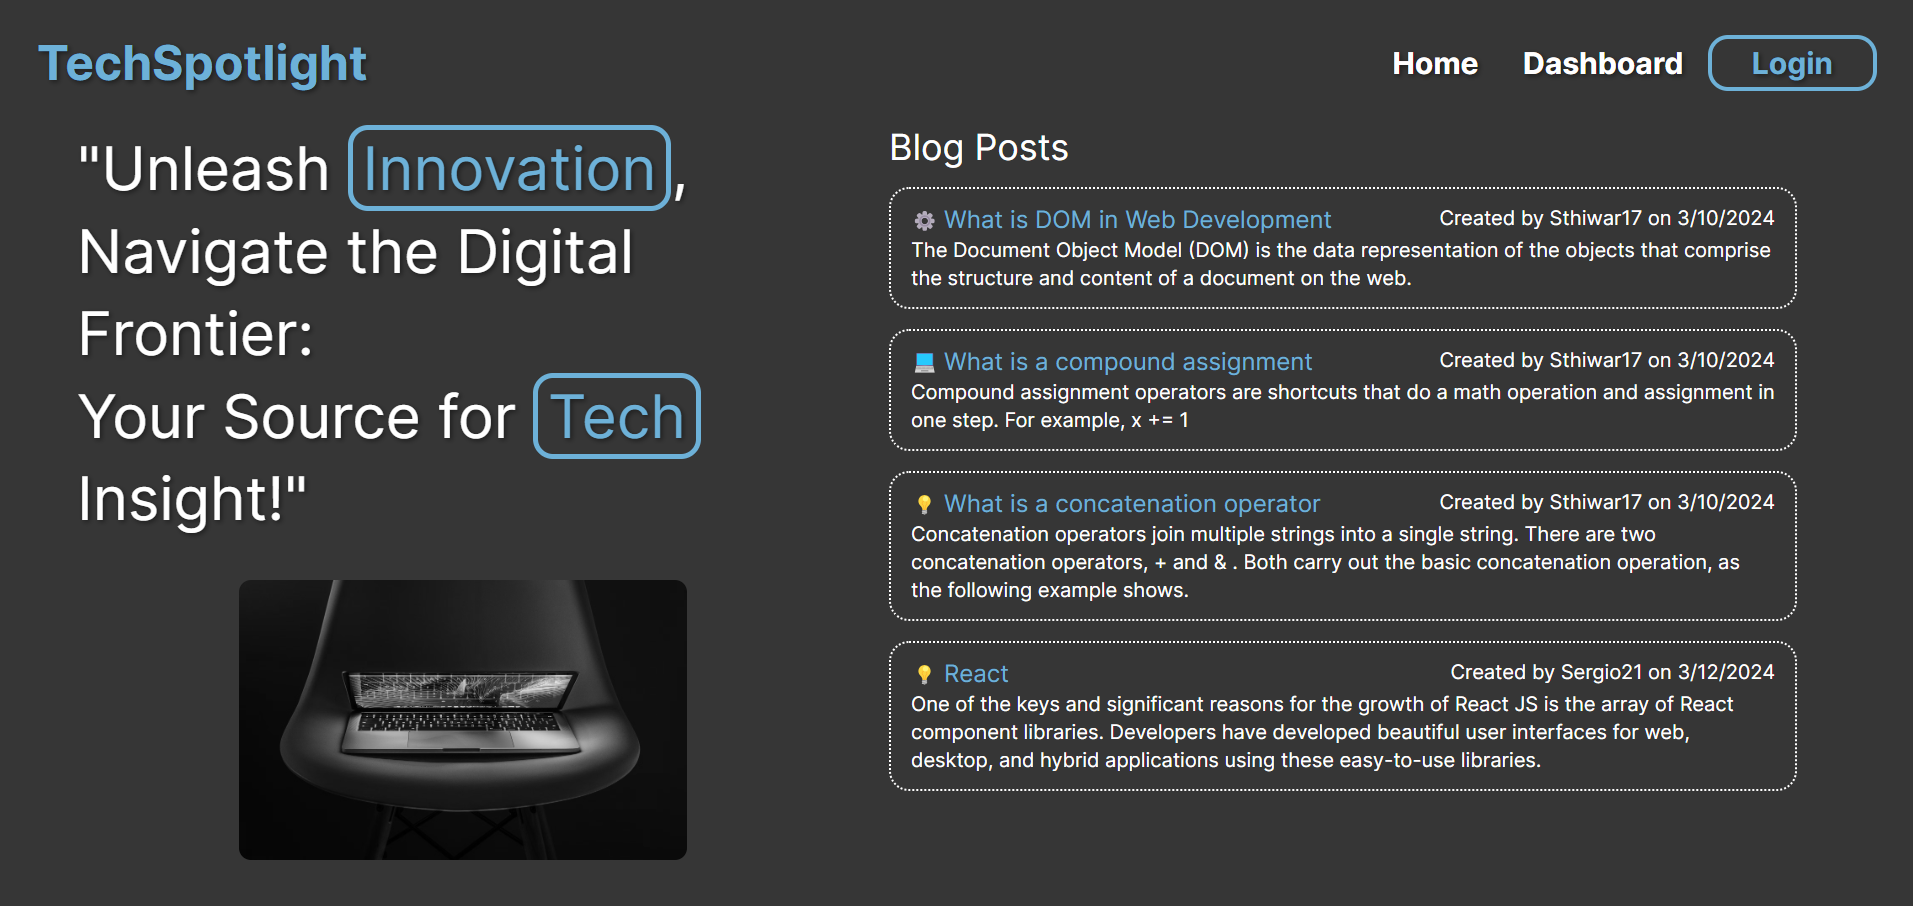 TechSpotlight
Home Dashboard Login
"Unleash Innovation,
Navigate the Digital
Frontier:
Your Source for Tech
Insight!"
Blog Posts
⚙️ What is DOM in Web Development Created by Sthiwar17 on 3/10/2024
The Document Object Model (DOM) is the data representation of the objects that comprise
the structure and content of a document on the web.
💻 What is a compound assignment Created by Sthiwar17 on 3/10/2024
Compound assignment operators are shortcuts that do a math operation and assignment in
one step. For example, x += 1
💡 What is a concatenation operator Created by Sthiwar17 on 3/10/2024
Concatenation operators join multiple strings into a single string. There are two
concatenation operators, + and & . Both carry out the basic concatenation operation, as
the following example shows.
💡 React Created by Sergio21 on 3/12/2024
One of the keys and significant reasons for the growth of React JS is the array of React
component libraries. Developers have developed beautiful user interfaces for web,
desktop, and hybrid applications using these easy-to-use libraries.